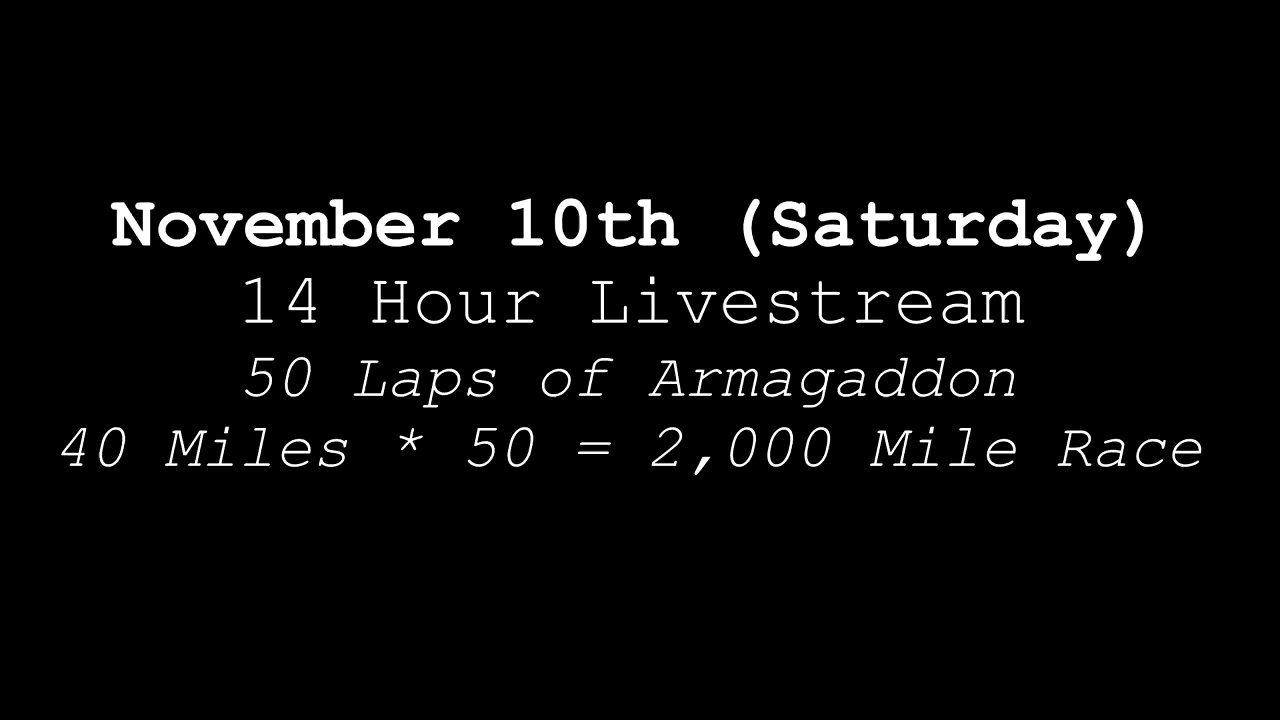 November 10th (Saturday)
14 Hour Livestream
50 Laps of Armagaddon
40 Miles * 50 = 2,000 Mile Race